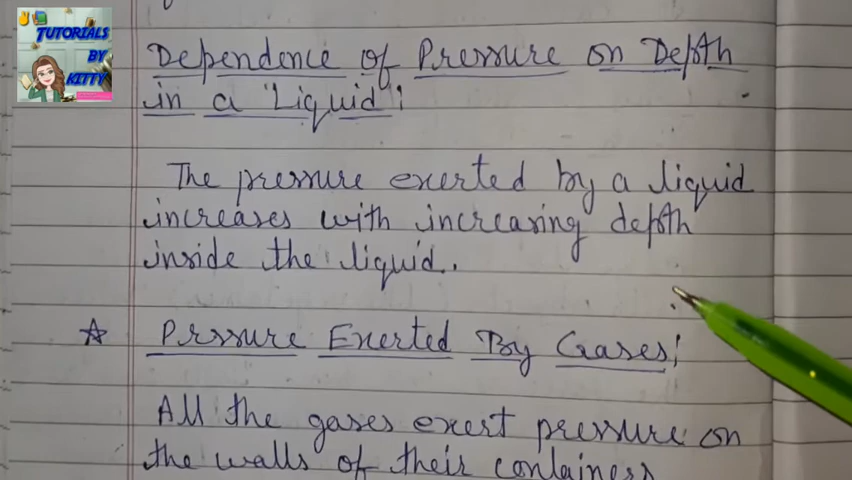 TUTORIALS
BY
KITTY
Dependence of Pressure on Depth
in a Liquid:
The pressure exerted by a liquid
increases with increasing depth
inside the liquid.
☆ Prssure Exerted By Gases:
All the gases exert pressure on
the walls of their containers